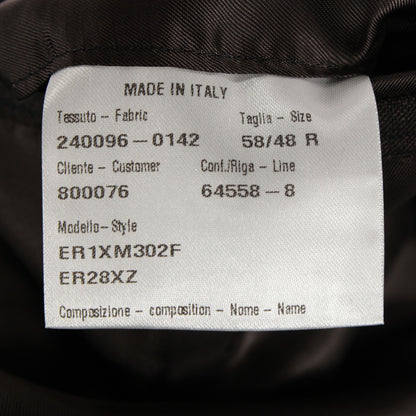 MADE IN ITALY
Tessuto - Fabric Taglia - Size
240096-0142 58/48 R
Cliente - Customer Conf./Riga - Line
800076 64558-8
Modello-Style
ER1XM302F
ER28XZ
Composizione - composition - Nome - Name